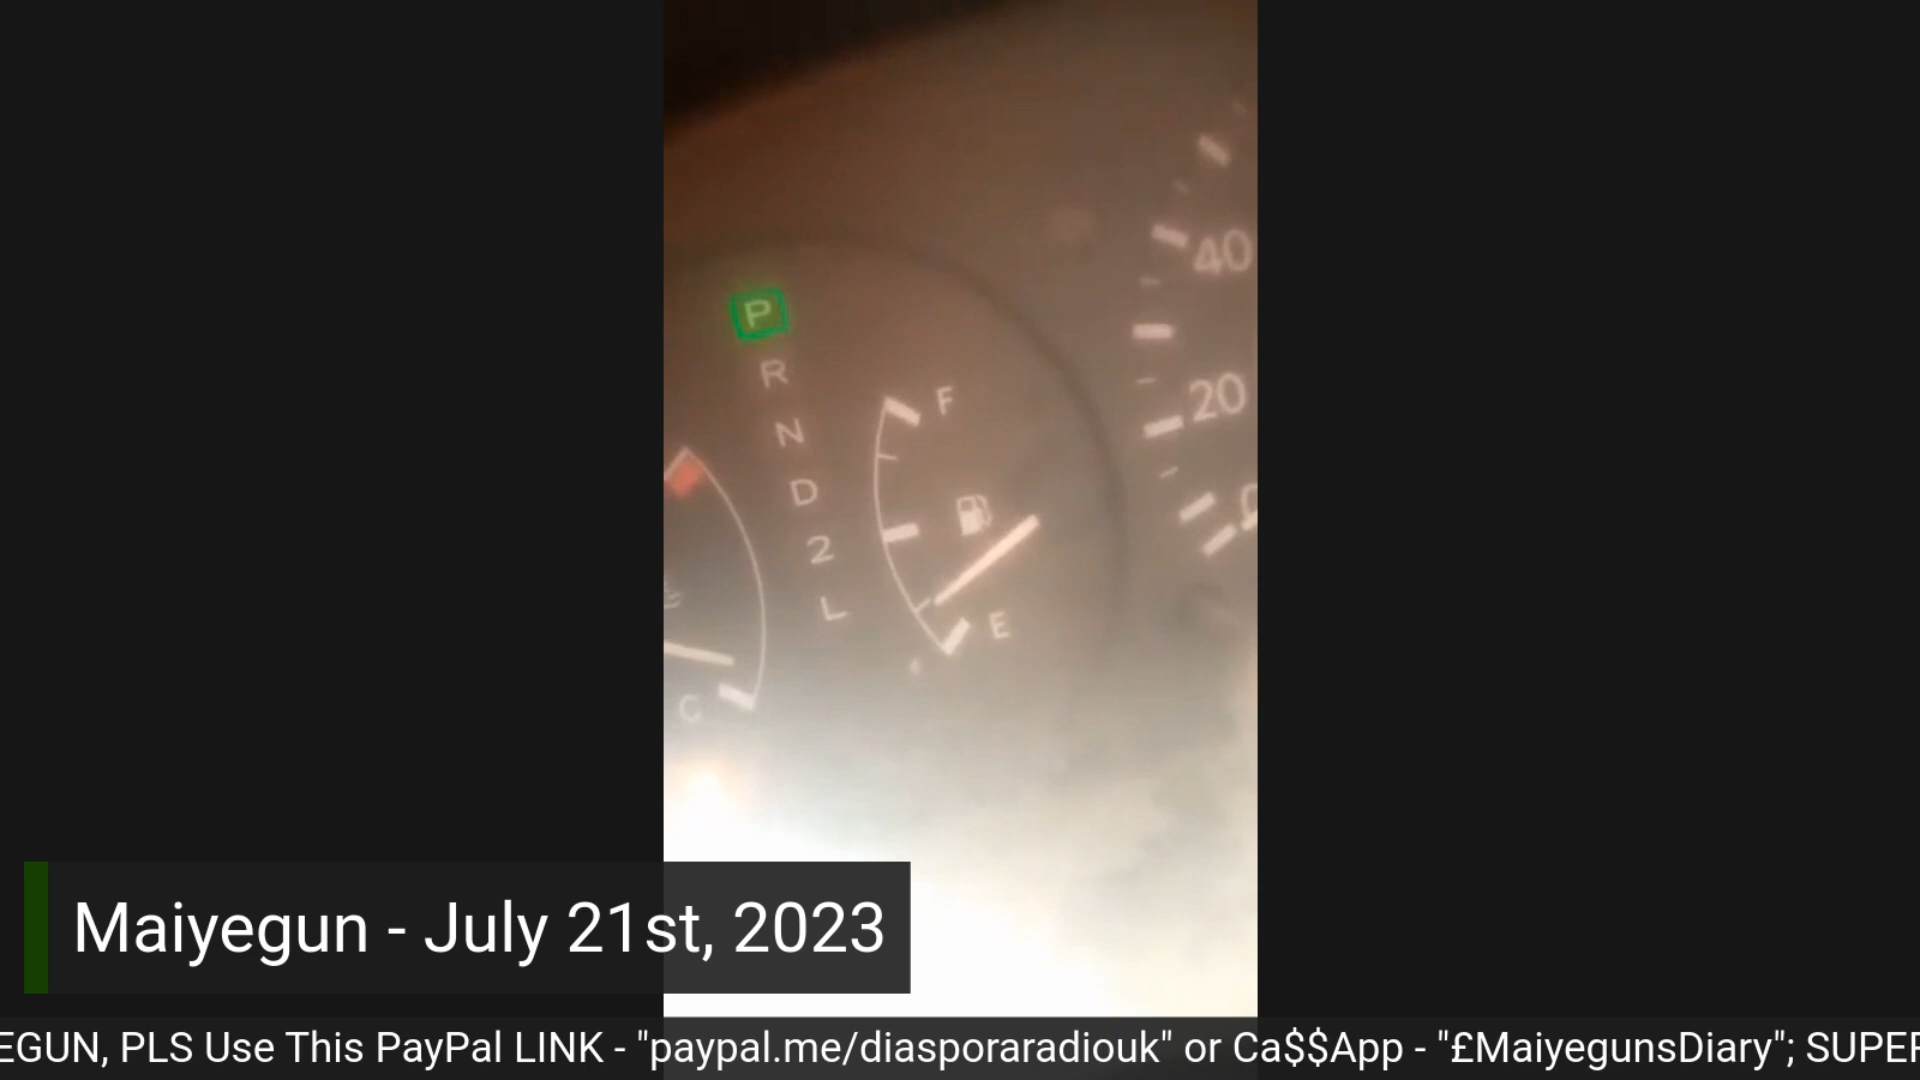 P
R
N
D
2
L
F
E
C
40
20
Maiyegun - July 21st, 2023
EGUN, PLS Use This PayPal LINK - "paypal.me/diasporaradiouk" or Ca$$App - "£MaiyegunsDiary"; SUPER